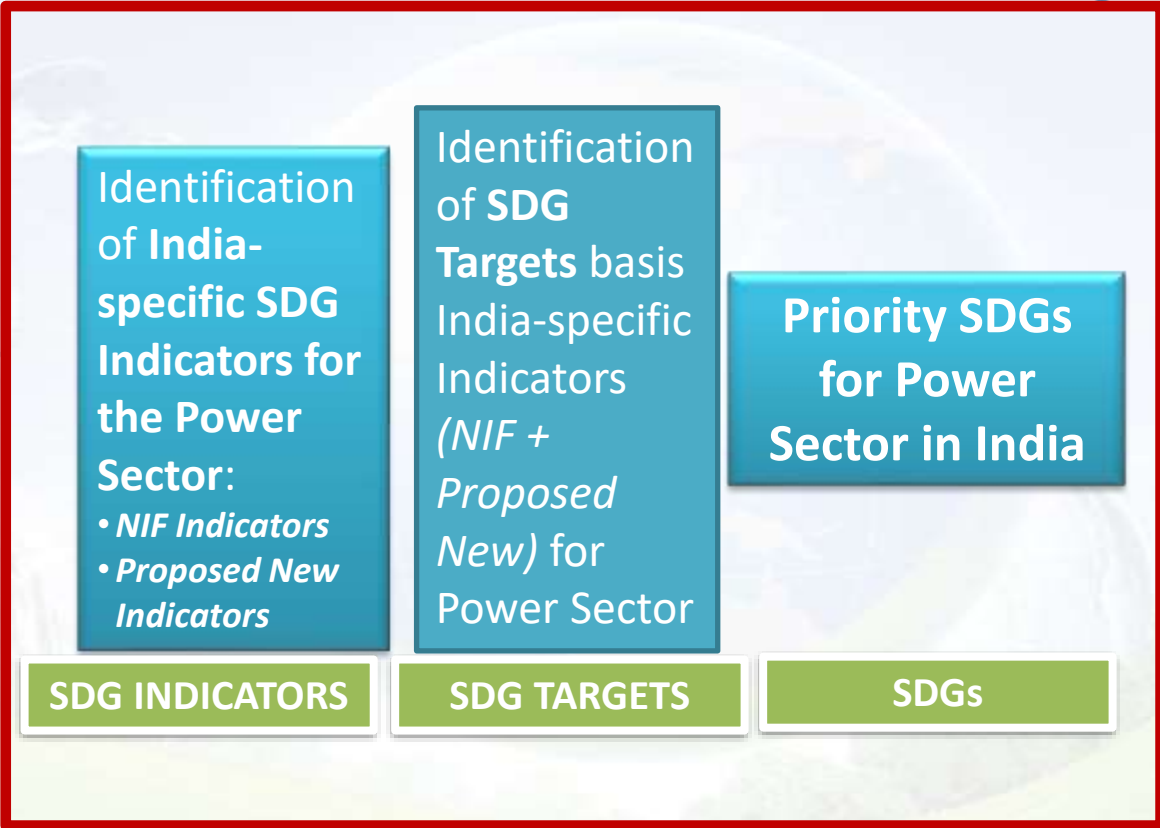 Identification
of India-
specific SDG
Indicators for
the Power
Sector:
• NIF Indicators
• Proposed New
Indicators
SDG INDICATORS
Identification
of SDG
Targets basis
India-specific
Indicators
(NIF +
Proposed
New) for
Power Sector
SDG TARGETS
Priority SDGs
for Power
Sector in India
SDGs